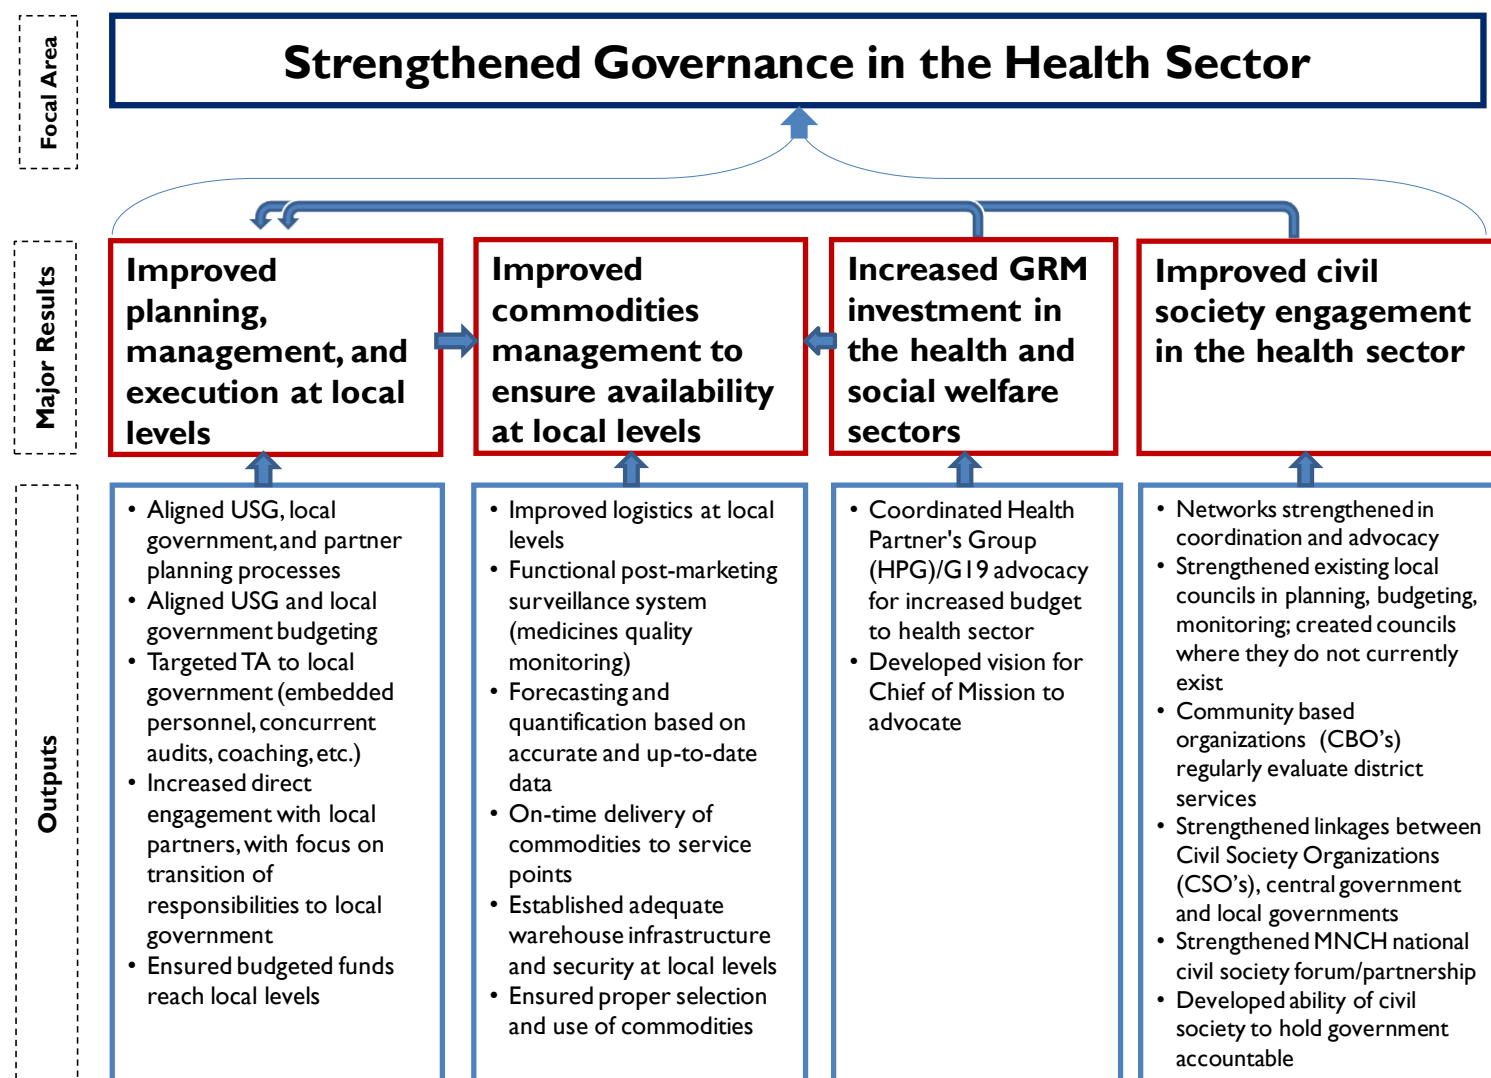 Focal Area
Strengthened Governance in the Health Sector
Major Results
Improved
planning,
management, and
execution at local
levels
Improved
commodities
management to
ensure availability
at local levels
Increased GRM
investment in
the health and
social welfare
sectors
Improved civil
society engagement
in the health sector
Outputs
• Aligned USG, local
government, and partner
planning processes
• Aligned USG and local
government budgeting
• Targeted TA to local
government (embedded
personnel, concurrent
audits, coaching, etc.)
• Increased direct
engagement with local
partners, with focus on
transition of
responsibilities to local
government
• Ensured budgeted funds
reach local levels
• Improved logistics at local
levels
• Functional post-marketing
surveillance system
(medicines quality
monitoring)
• Forecasting and
quantification based on
accurate and up-to-date
data
• On-time delivery of
commodities to service
points
• Established adequate
warehouse infrastructure
and security at local levels
• Ensured proper selection
and use of commodities
• Coordinated Health
Partner's Group
(HPG)/G19 advocacy
for increased budget
to health sector
• Developed vision for
Chief of Mission to
advocate
• Networks strengthened in
coordination and advocacy
• Strengthened existing local
councils in planning, budgeting,
monitoring; created councils
where they do not currently
exist
• Community based
organizations (CBO’s)
regularly evaluate district
services
• Strengthened linkages between
Civil Society Organizations
(CSO’s), central government
and local governments
• Strengthened MNCH national
civil society forum/partnership
• Developed ability of civil
society to hold government
accountable